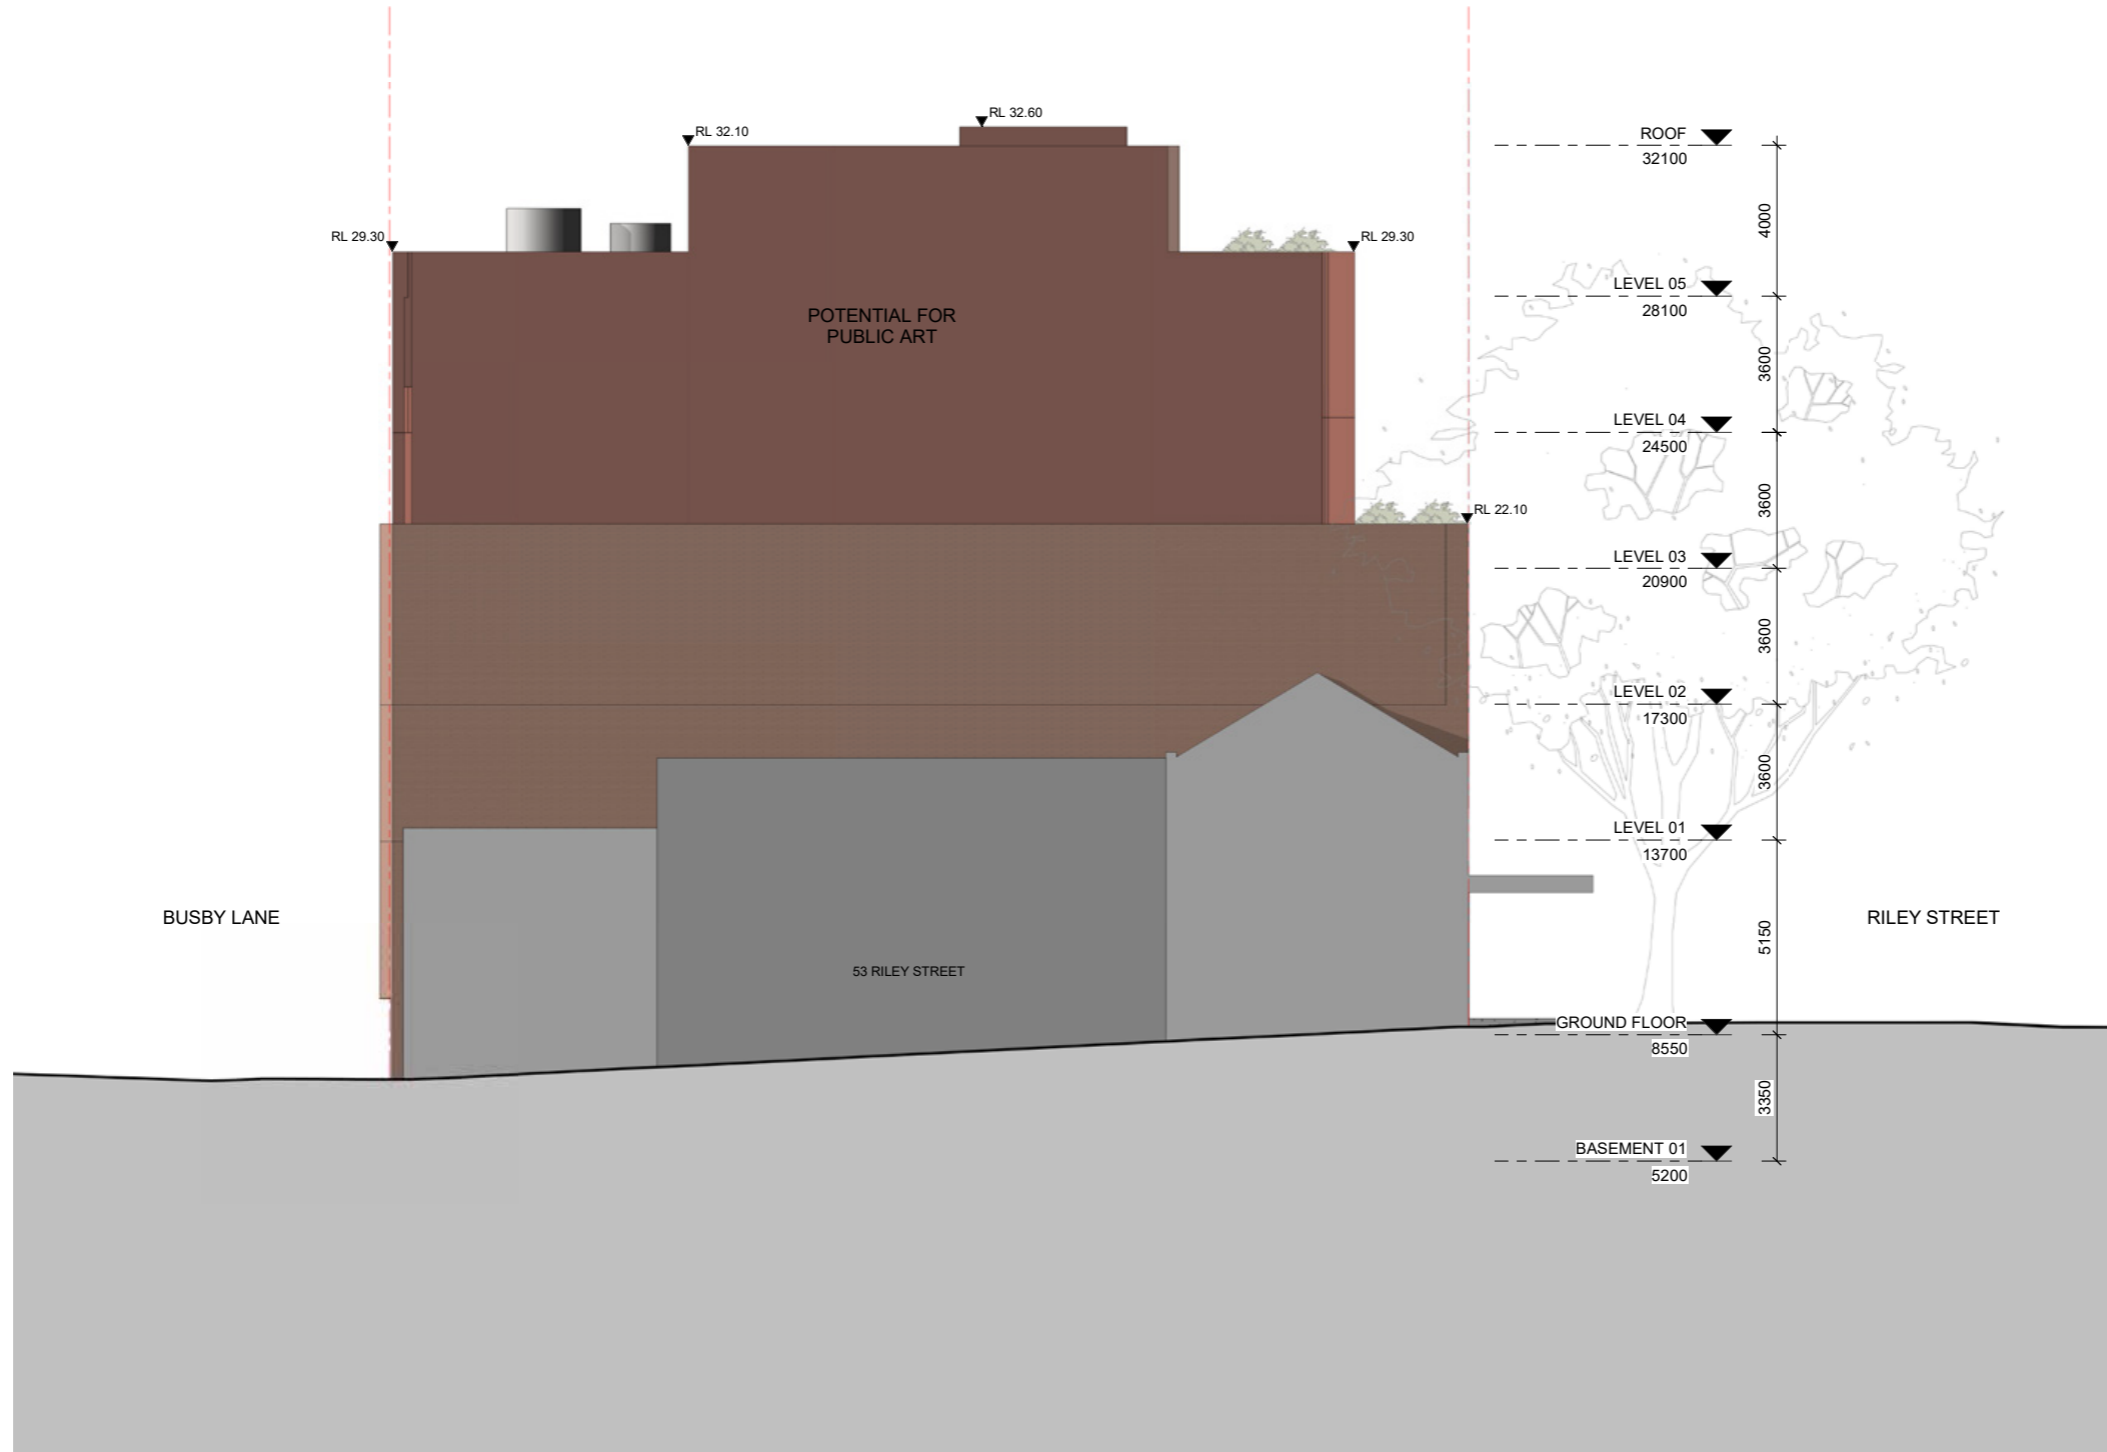 RL 32.60
RL 32.10
ROOF
32100
4000
RL 29.30
RL 29.30
LEVEL 05
28100
POTENTIAL FOR
PUBLIC ART
3600
LEVEL 04
24500
3600
RL 22.10
LEVEL 03
20900
3600
LEVEL 02
17300
3600
LEVEL 01
13700
BUSBY LANE
RILEY STREET
5150
53 RILEY STREET
GROUND FLOOR
8550
3350
BASEMENT 01
5200